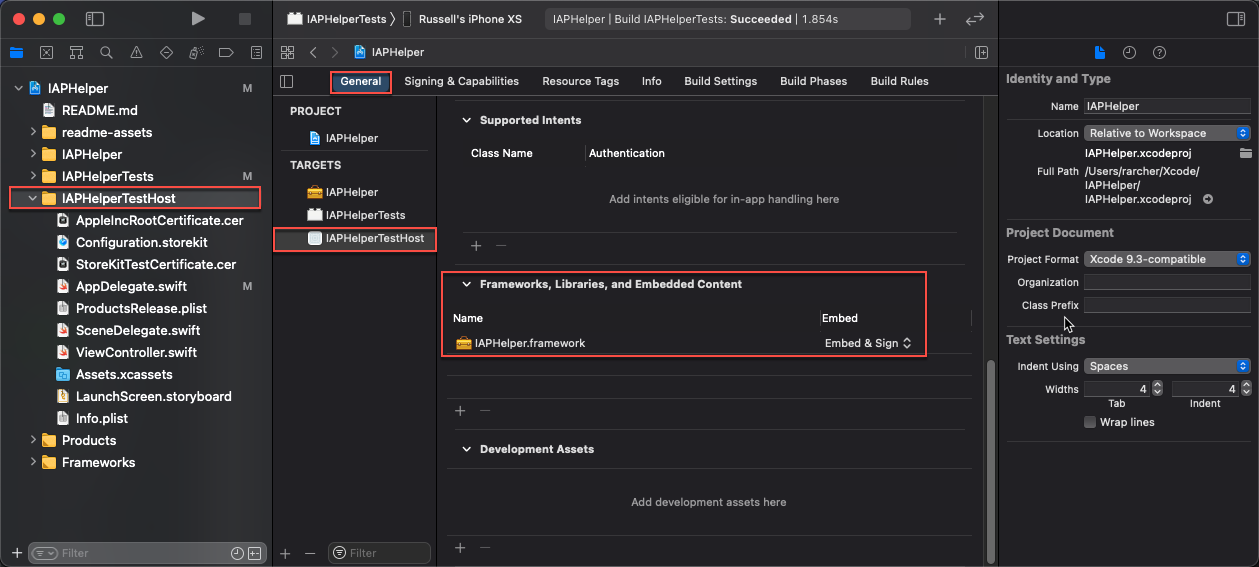 IAPHelperTests
Russell's iPhone XS
IAPHelper | Build IAPHelperTests: Succeeded | 1.854s
IAPHelper
General
Signing & Capabilities
Resource Tags
Info
Build Settings
Build Phases
Build Rules
IAPHelper M
README.md
readme-assets
IAPHelper
IAPHelperTests M
IAPHelperTestHost
AppleIncRootCertificate.cer
Configuration.storekit
StoreKitTestCertificate.cer
AppDelegate.swift M
ProductsRelease.plist
SceneDelegate.swift
ViewController.swift
Assets.xcassets
LaunchScreen.storyboard
Info.plist
Products
Frameworks
Filter
PROJECT
IAPHelper
TARGETS
IAPHelper
IAPHelperTests
IAPHelperTestHost
Filter
Supported Intents
Class Name
Authentication
Add intents eligible for in-app handling here
Frameworks, Libraries, and Embedded Content
Name
Embed
IAPHelper.framework
Embed & Sign
Development Assets
Add development assets here
Identity and Type
Name IAPHelper
Location Relative to Workspace
IAPHelper.xcodeproj
Full Path /Users/rarcher/Xcode/
IAPHelper/
IAPHelper.xcodeproj
Project Document
Project Format Xcode 9.3-compatible
Organization
Class Prefix
Text Settings
Indent Using Spaces
Widths 4 4
Tab Indent
Wrap lines